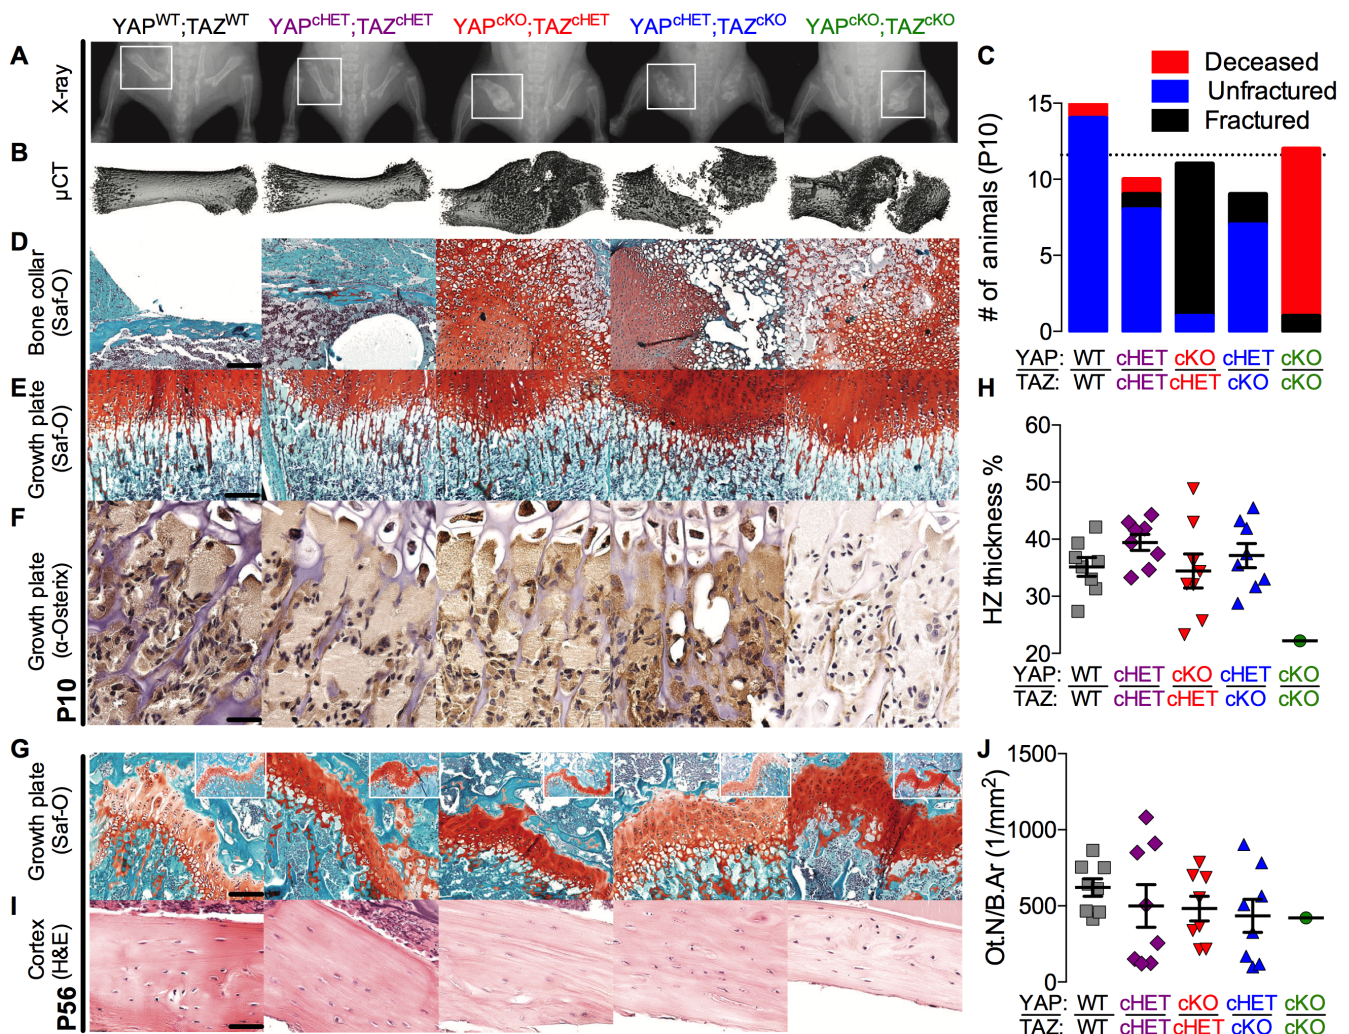 YAPWT;TAZWT YAPcHET;TAZcHET YAPcKO;TAZcHET YAPcHET;TAZcKO YAPcKO;TAZcKO
A
X-ray
B
µCT
D
Bone collar
(Saf-O)
E
Growth plate
(Saf-O)
F
Growth plate
(α-Osterix)
P10
G
Growth plate
(Saf-O)
I
Cortex
(H&E)
P56
C
Deceased
Unfractured
Fractured
# of animals (P10)
15
10
5
0
YAP: WT cHET cKO cHET cKO
TAZ: WT cHET cHET cKO cKO
H
HZ thickness %
60
50
40
30
20
YAP: WT cHET cKO cHET cKO
TAZ: WT cHET cHET cKO cKO
J
Ot.N/B.Ar (1/mm²)
1500
1000
500
0
YAP: WT cHET cKO cHET cKO
TAZ: WT cHET cHET cKO cKO